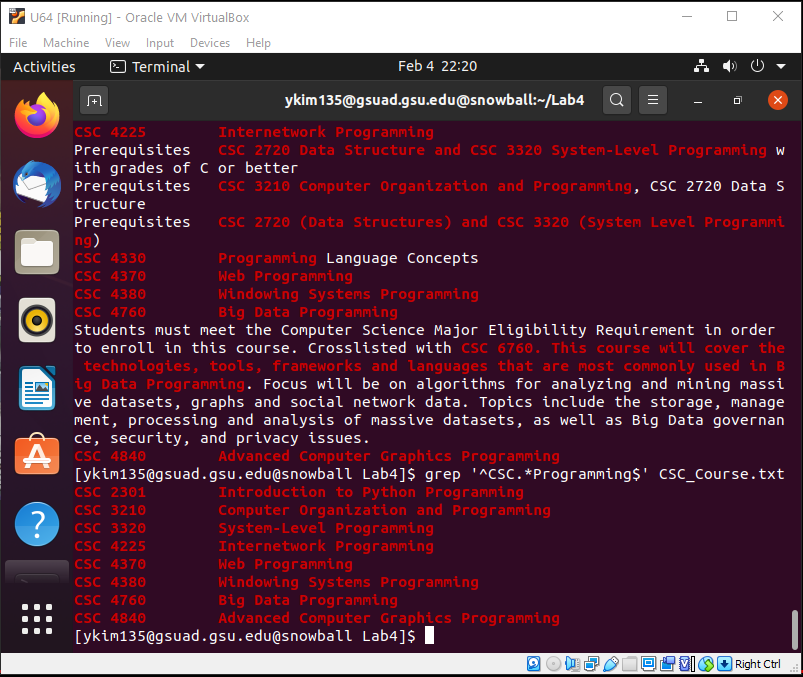 U64 [Running] - Oracle VM VirtualBox
File Machine View Input Devices Help
Activities Terminal Feb 4 22:20
ykim135@gsuad.gsu.edu@snowball:~/Lab4
CSC 4225 Internetwork Programming
Prerequisites CSC 2720 Data Structure and CSC 3320 System-Level Programming w
ith grades of C or better
Prerequisites CSC 3210 Computer Organization and Programming, CSC 2720 Data S
tructure
Prerequisites CSC 2720 (Data Structures) and CSC 3320 (System Level Programmi
ng)
CSC 4330 Programming Language Concepts
CSC 4370 Web Programming
CSC 4380 Windowing Systems Programming
CSC 4760 Big Data Programming
Students must meet the Computer Science Major Eligibility Requirement in order
to enroll in this course. Crosslisted with CSC 6760. This course will cover the
technologies, tools, frameworks and languages that are most commonly used in B
ig Data Programming. Focus will be on algorithms for analyzing and mining massi
ve datasets, graphs and social network data. Topics include the storage, manage
ment, processing and analysis of massive datasets, as well as Big Data governan
ce, security, and privacy issues.
CSC 4840 Advanced Computer Graphics Programming
[ykim135@gsuad.gsu.edu@snowball Lab4]$ grep '^CSC.*Programming$' CSC_Course.txt
CSC 2301 Introduction to Python Programming
CSC 3210 Computer Organization and Programming
CSC 3320 System-Level Programming
CSC 4225 Internetwork Programming
CSC 4370 Web Programming
CSC 4380 Windowing Systems Programming
CSC 4760 Big Data Programming
CSC 4840 Advanced Computer Graphics Programming
[ykim135@gsuad.gsu.edu@snowball Lab4]$
Right Ctrl